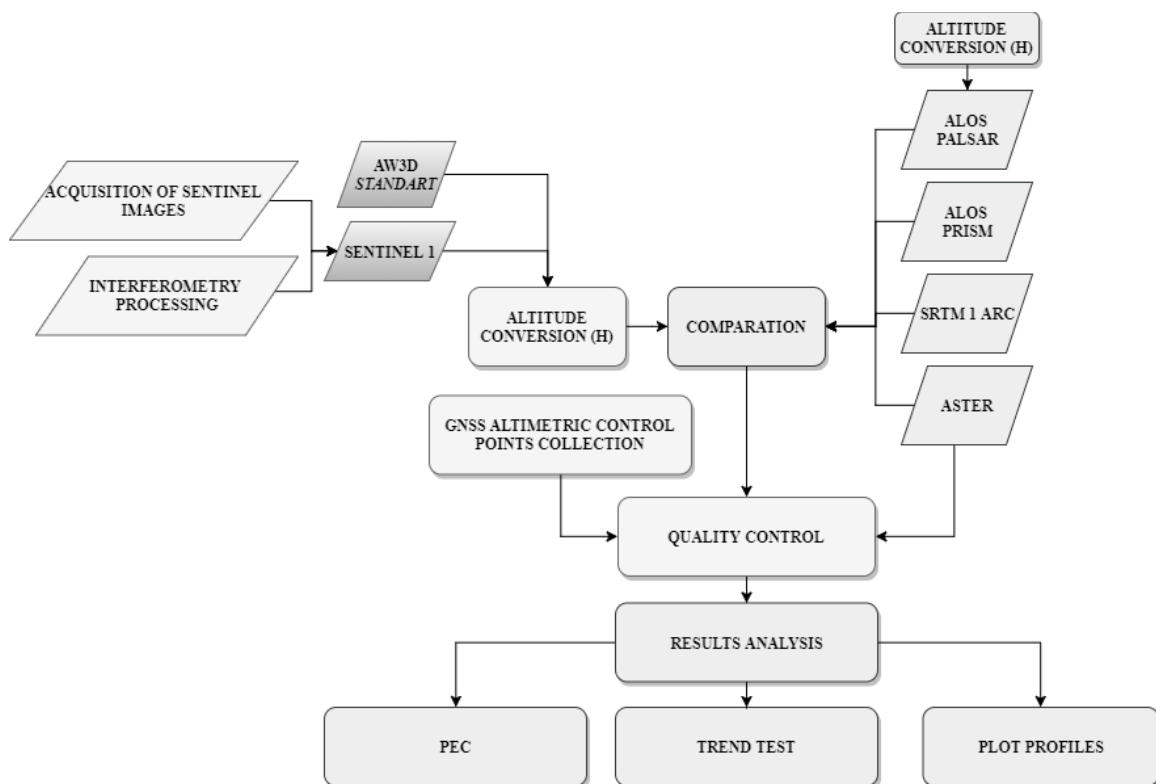 ALTITUDE
CONVERSION (H)
ALOS
PALSAR
AW3D
STANDART
ACQUISITION OF SENTINEL
IMAGES
ALOS
PRISM
SENTINEL 1
INTERFEROMETRY
PROCESSING
SRTM 1 ARC
ALTITUDE
CONVERSION (H)
COMPARATION
ASTER
GNSS ALTIMETRIC CONTROL
POINTS COLLECTION
QUALITY CONTROL
RESULTS ANALYSIS
PEC
TREND TEST
PLOT PROFILES